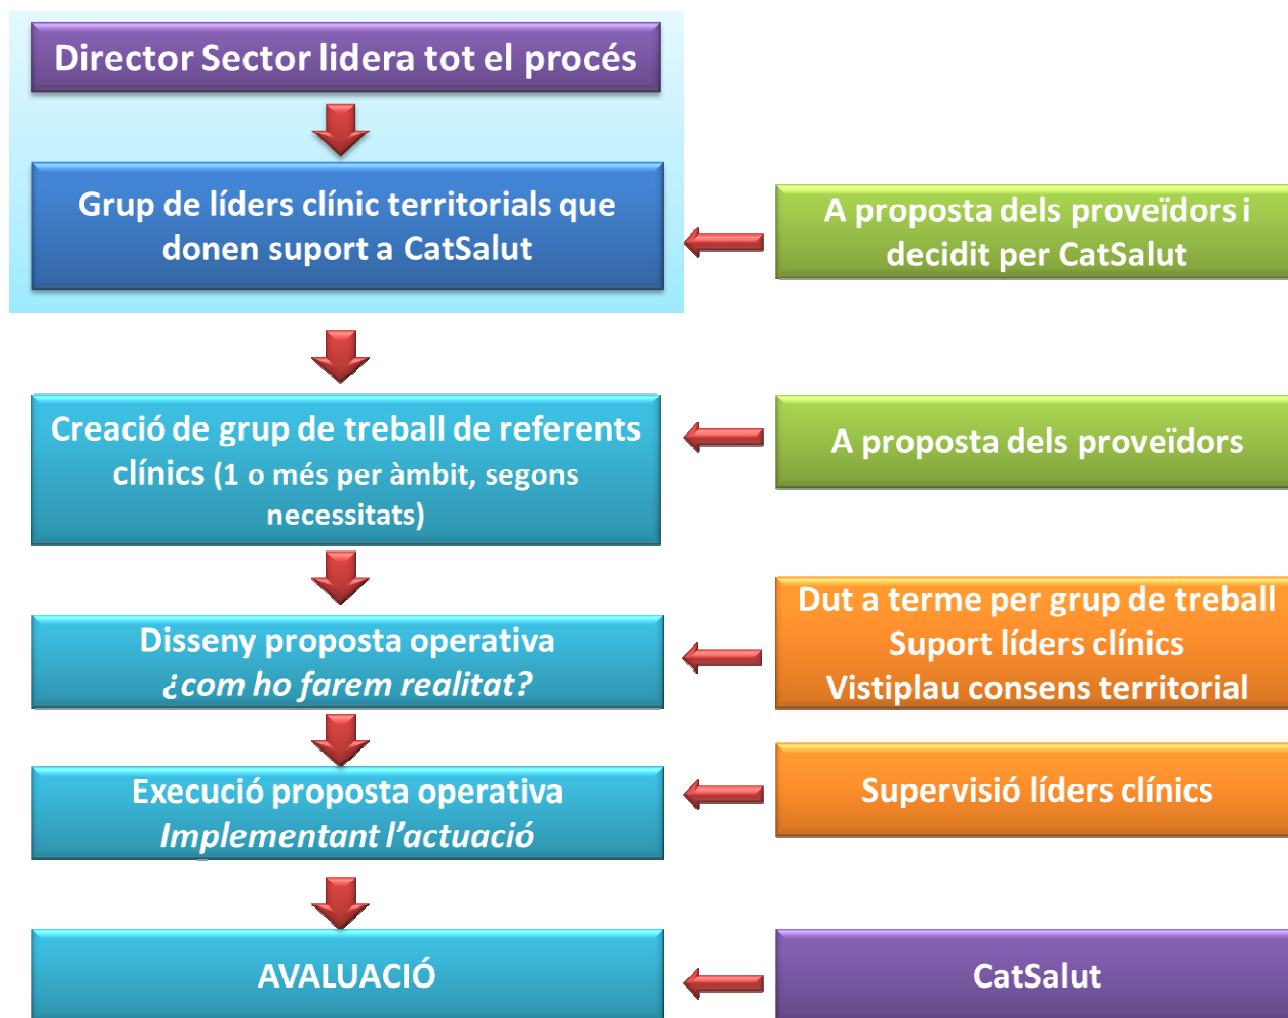 Director Sector lidera tot el procés
Grup de líders clínic territorials que
donen suport a CatSalut
A proposta dels proveïdors i
decidit per CatSalut
Creació de grup de treball de referents
clínics (1 o més per àmbit, segons
necessitats)
A proposta dels proveïdors
Disseny proposta operativa
¿com ho farem realitat?
Dut a terme per grup de treball
Suport líders clínics
Vistiplau consens territorial
Execució proposta operativa
Implementant l’actuació
Supervisió líders clínics
AVALUACIÓ
CatSalut